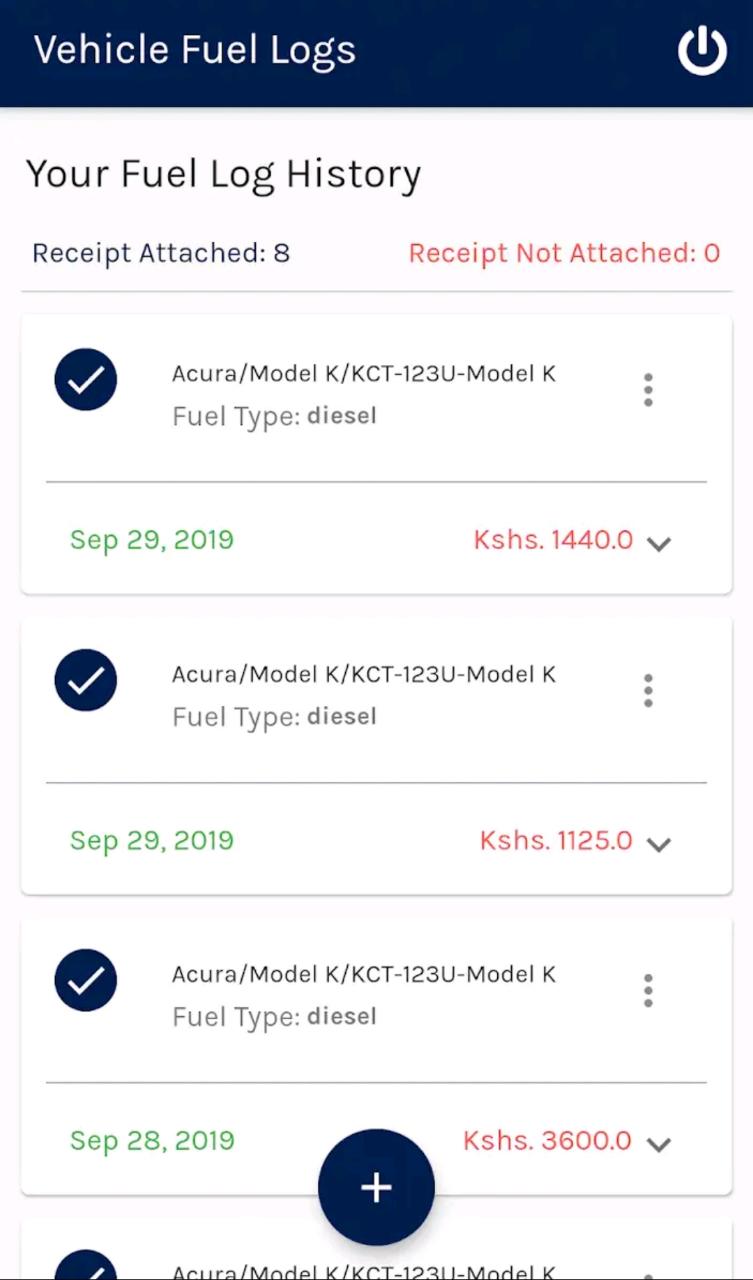 Vehicle Fuel Logs
Your Fuel Log History
Receipt Attached: 8 Receipt Not Attached: 0
Acura/Model K/KCT-123U-Model K
Fuel Type: diesel
Sep 29, 2019 Kshs. 1440.0
Acura/Model K/KCT-123U-Model K
Fuel Type: diesel
Sep 29, 2019 Kshs. 1125.0
Acura/Model K/KCT-123U-Model K
Fuel Type: diesel
Sep 28, 2019 Kshs. 3600.0
Acura/Model K/KCT-123U-Model K